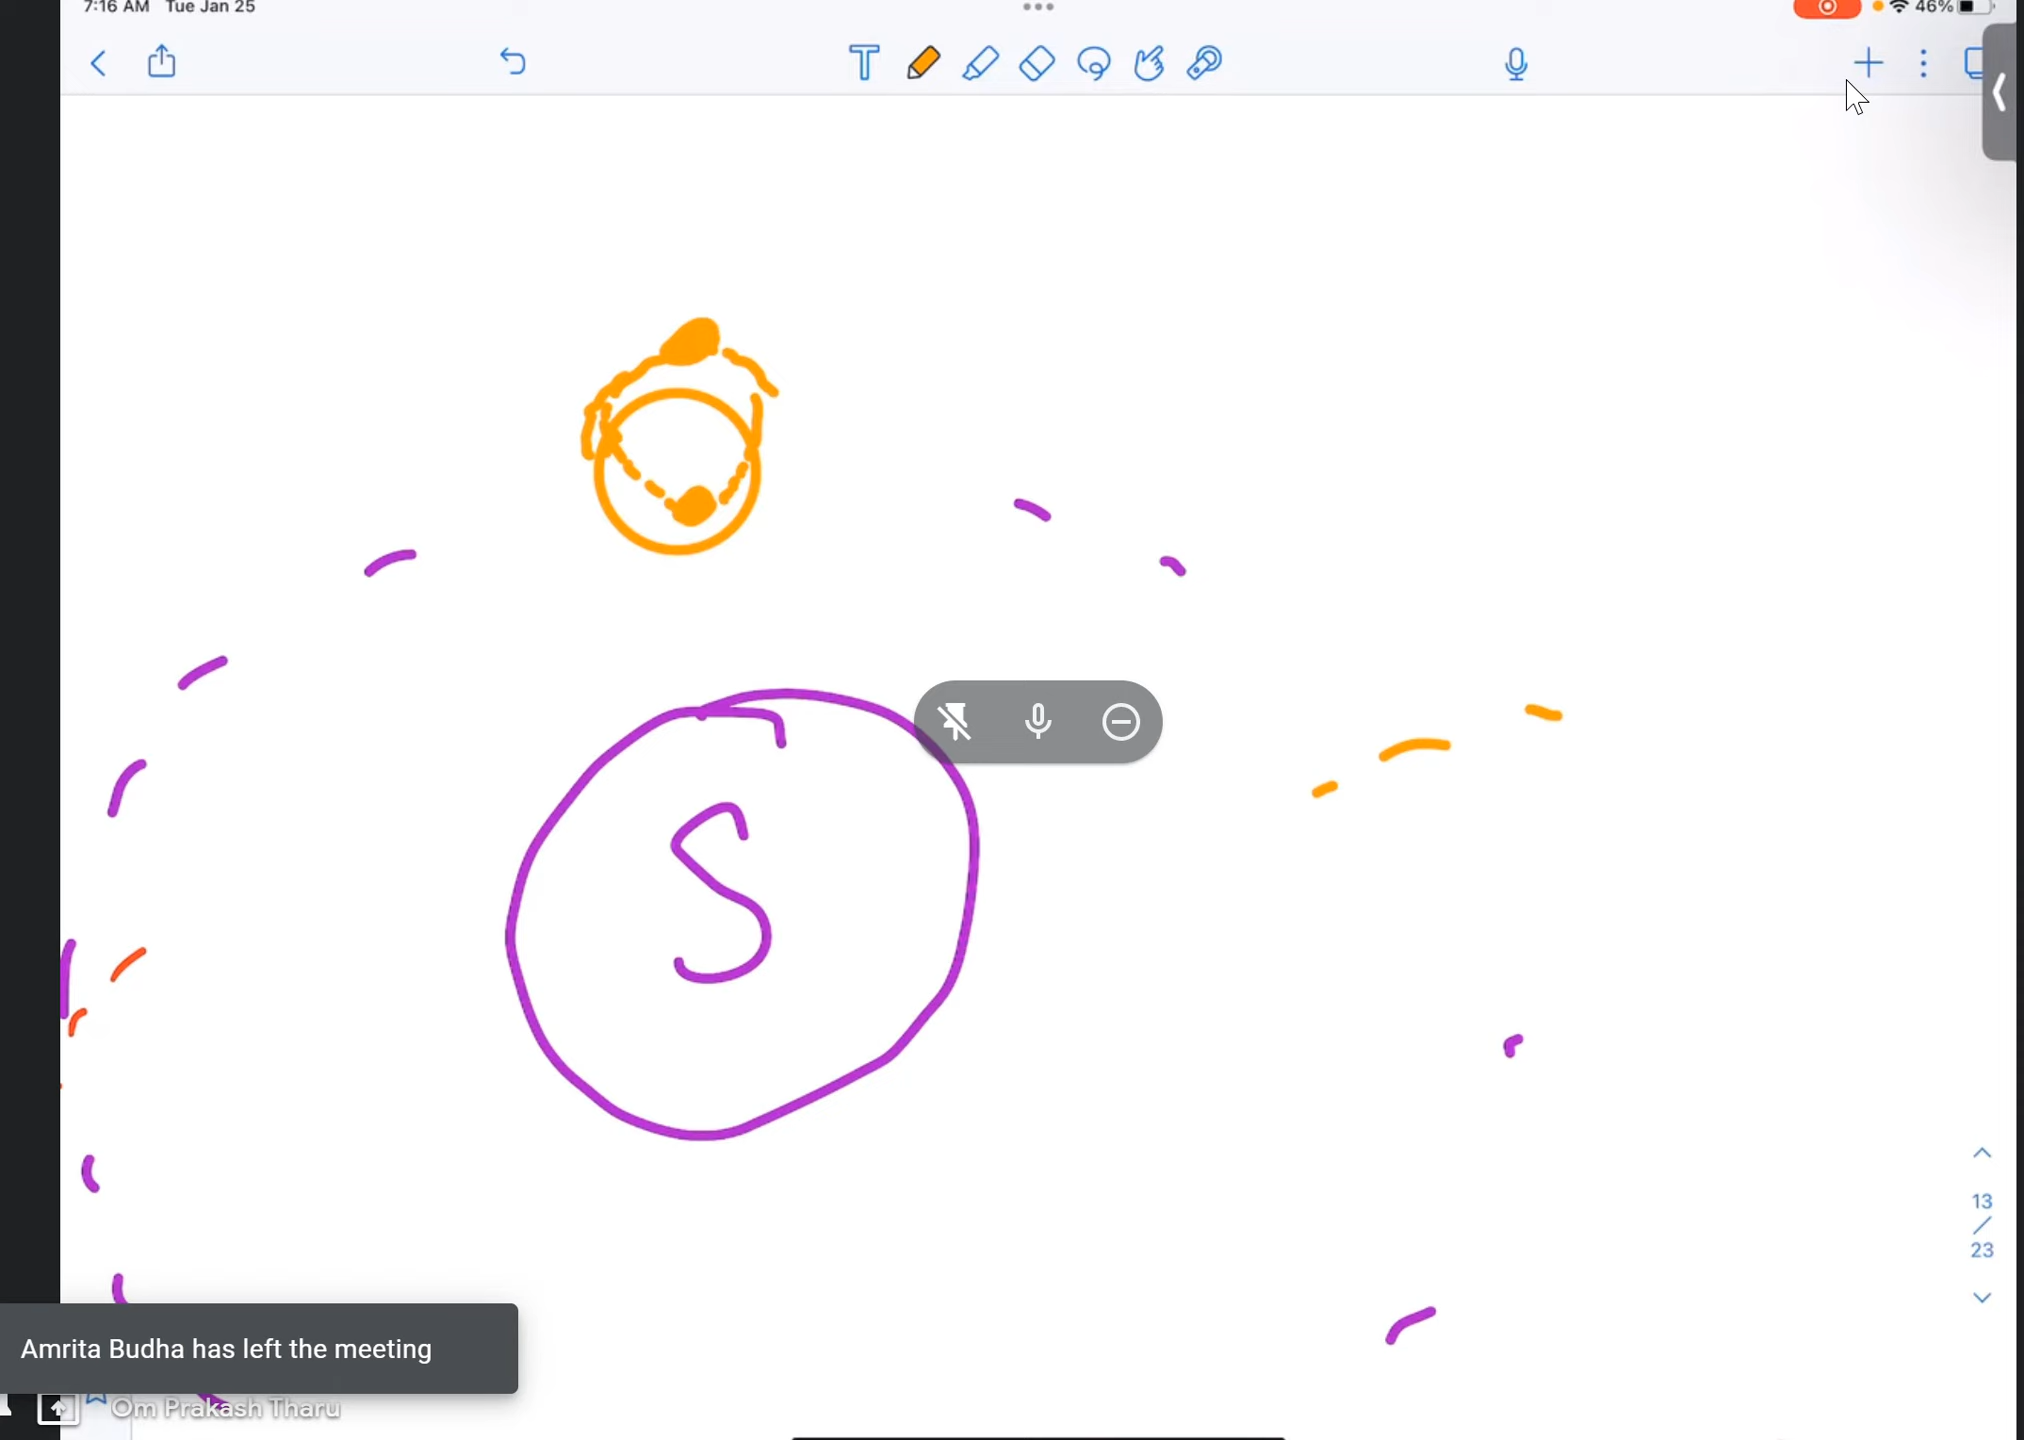 7:16 AM Tue Jan 25
46%
S
13
/
23
Amrita Budha has left the meeting
Om Prakash Tharu